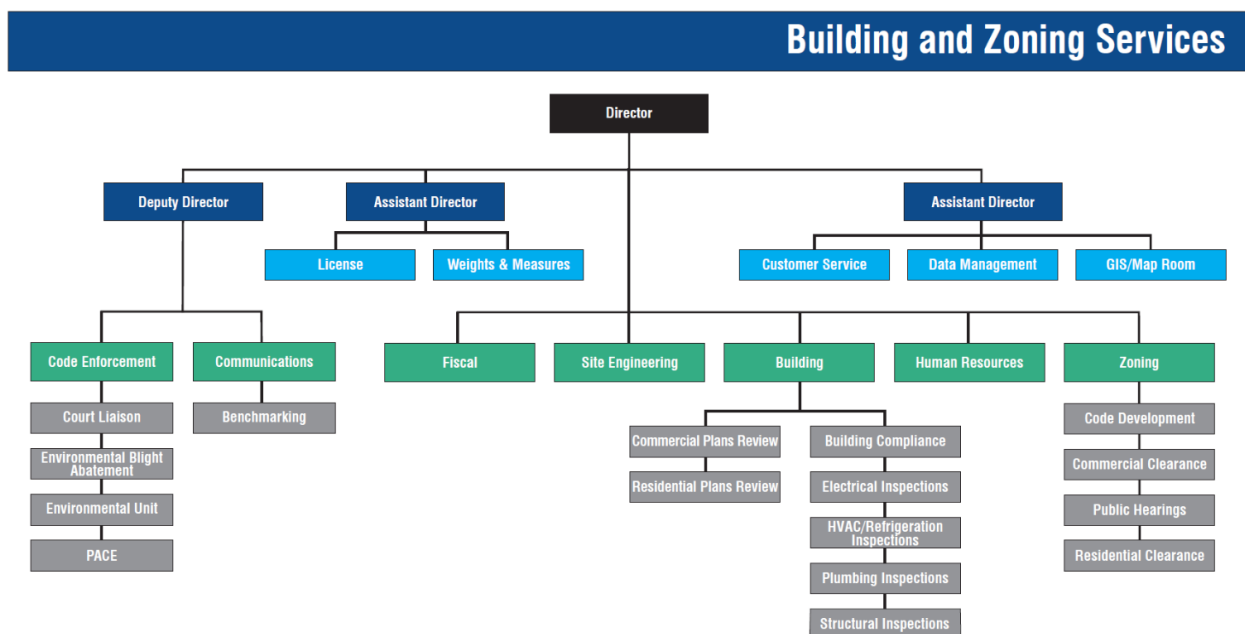 Building and Zoning Services
Director
Deputy Director
Assistant Director
Assistant Director
License
Weights & Measures
Customer Service
Data Management
GIS/Map Room
Code Enforcement
Communications
Fiscal
Site Engineering
Building
Human Resources
Zoning
Court Liaison
Environmental Blight
Abatement
Environmental Unit
PACE
Benchmarking
Commercial Plans Review
Residential Plans Review
Building Compliance
Electrical Inspections
HVAC/Refrigeration
Inspections
Plumbing Inspections
Structural Inspections
Code Development
Commercial Clearance
Public Hearings
Residential Clearance